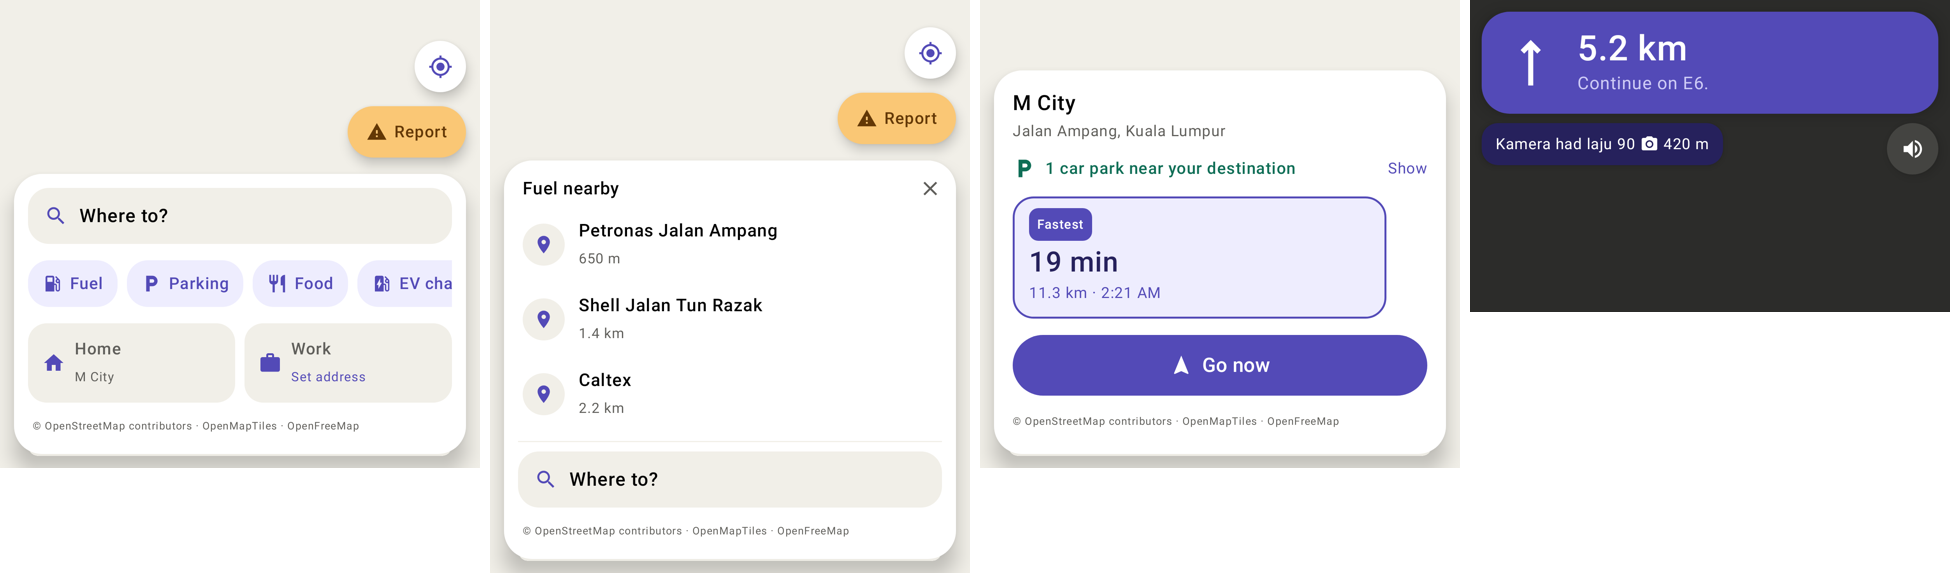 Report
Where to?
Fuel
Parking
Food
EV cha
Home
M City
Work
Set address
© OpenStreetMap contributors · OpenMapTiles · OpenFreeMap
Report
Fuel nearby
Petronas Jalan Ampang
650 m
Shell Jalan Tun Razak
1.4 km
Caltex
2.2 km
Where to?
© OpenStreetMap contributors · OpenMapTiles · OpenFreeMap
M City
Jalan Ampang, Kuala Lumpur
P 1 car park near your destination Show
Fastest
19 min
11.3 km · 2:21 AM
Go now
© OpenStreetMap contributors · OpenMapTiles · OpenFreeMap
5.2 km
Continue on E6.
Kamera had laju 90 420 m